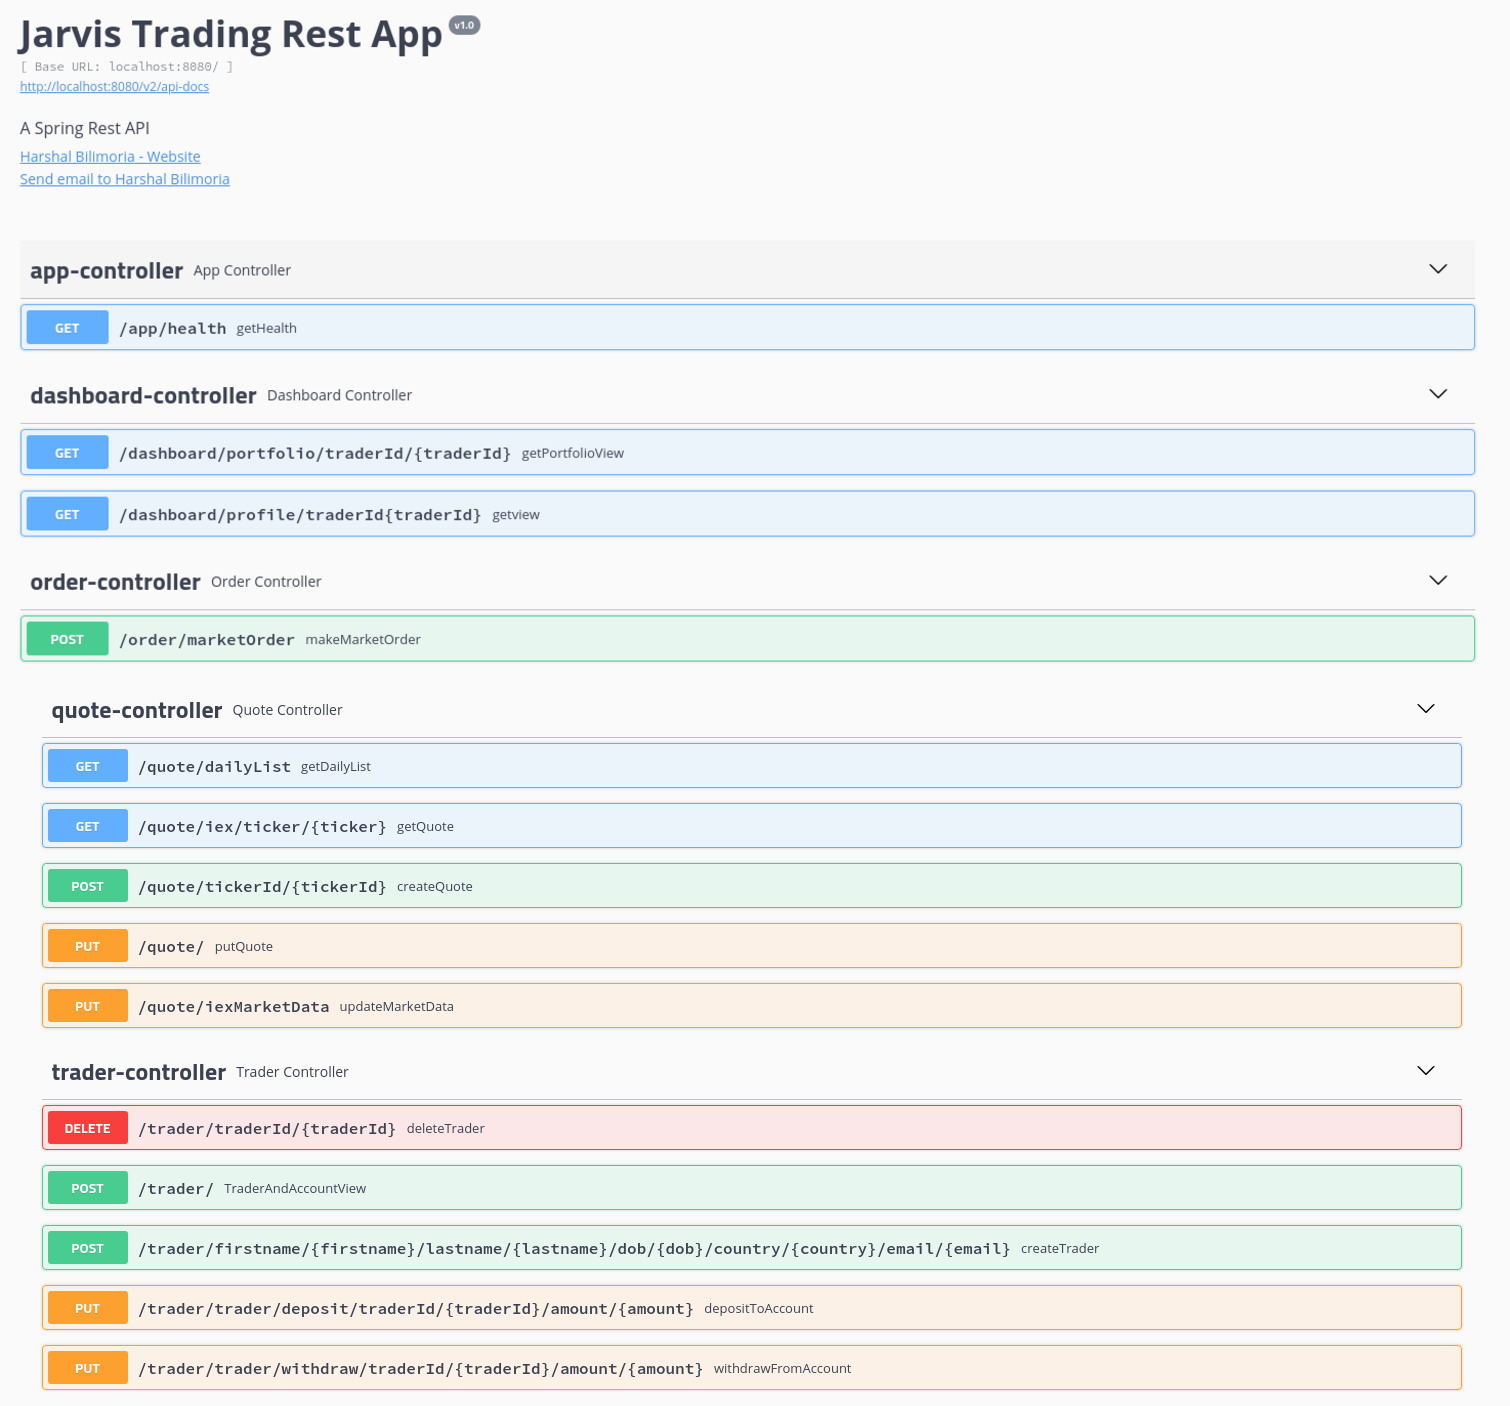 Jarvis Trading Rest App v1.0
[ Base URL: localhost:8080/ ]
http://localhost:8080/v2/api-docs
A Spring Rest API
Harshal Bilimoria - Website
Send email to Harshal Bilimoria
app-controller App Controller
GET /app/health getHealth
dashboard-controller Dashboard Controller
GET /dashboard/portfolio/traderId/{traderId} getPortfolioView
GET /dashboard/profile/traderId{traderId} getview
order-controller Order Controller
POST /order/marketOrder makeMarketOrder
quote-controller Quote Controller
GET /quote/dailyList getDailyList
GET /quote/iex/ticker/{ticker} getQuote
POST /quote/tickerId/{tickerId} createQuote
PUT /quote/ putQuote
PUT /quote/iexMarketData updateMarketData
trader-controller Trader Controller
DELETE /trader/traderId/{traderId} deleteTrader
POST /trader/ TraderAndAccountView
POST /trader/firstname/{firstname}/lastname/{lastname}/dob/{dob}/country/{country}/email/{email} createTrader
PUT /trader/trader/deposit/traderId/{traderId}/amount/{amount} depositToAccount
PUT /trader/trader/withdraw/traderId/{traderId}/amount/{amount} withdrawFromAccount